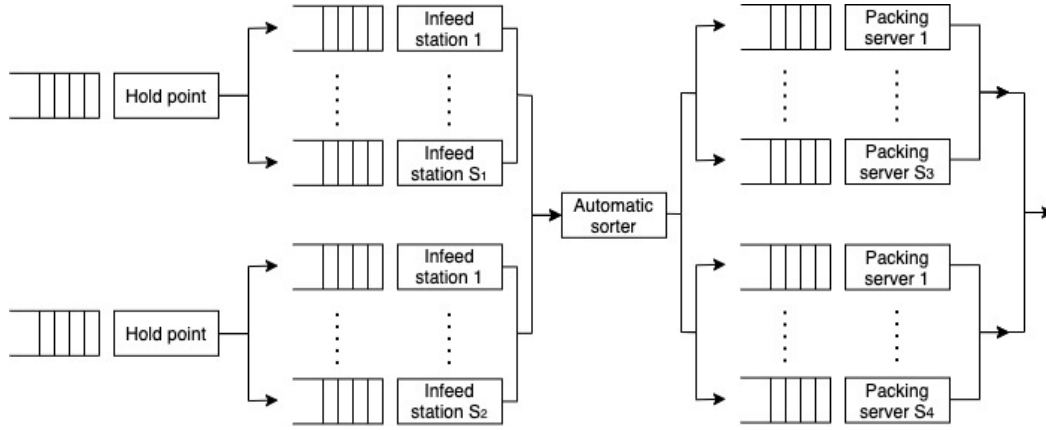 Hold point
Infeed
station 1
Infeed
station S₁
Hold point
Infeed
station 1
Infeed
station S₂
Automatic
sorter
Packing
server 1
Packing
server S₃
Packing
server 1
Packing
server S₄